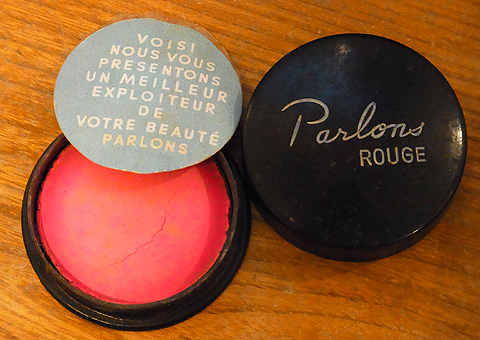 VOISI
NOUS VOUS
PRESENTONS
UN MEILLEUR
EXPLOITEUR
DE
VOTRE BEAUTÉ
PARLONS
Parlons
ROUGE